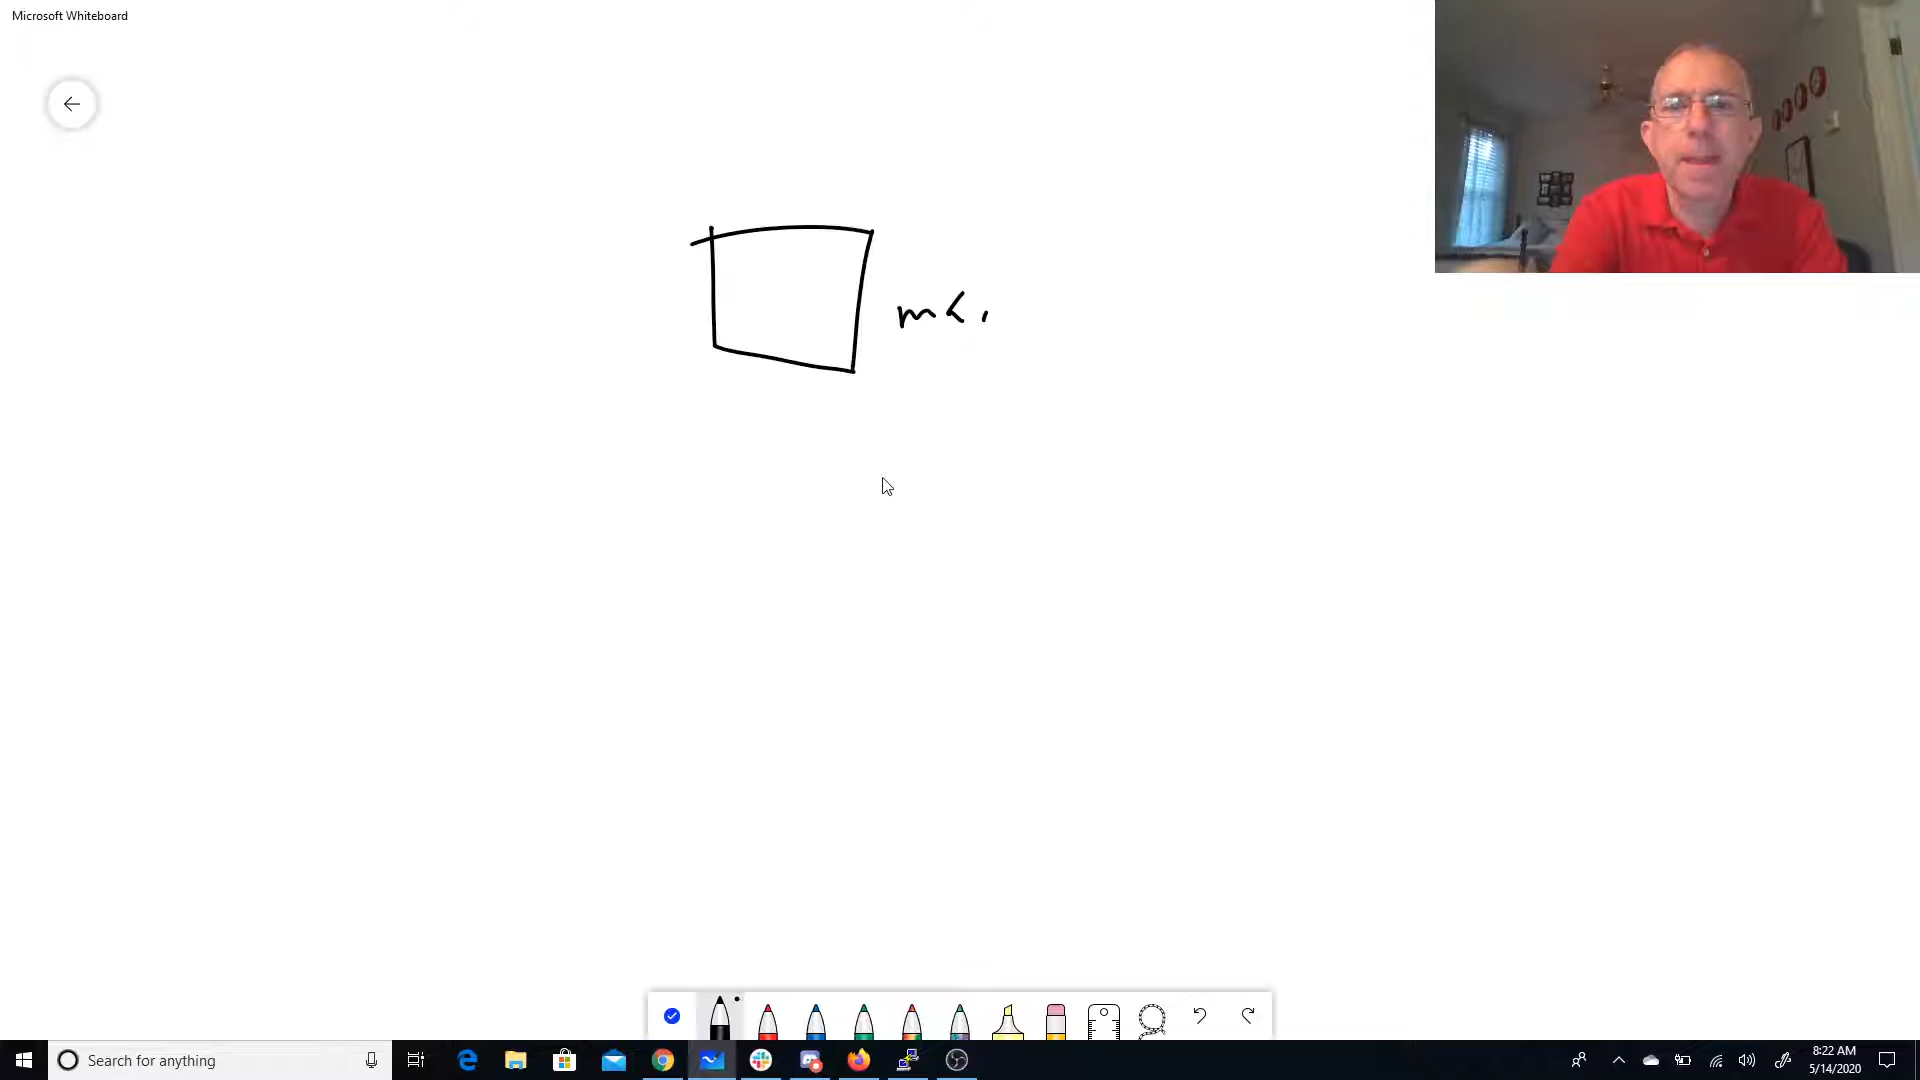 Microsoft Whiteboard
m<,
Search for anything
8:22 AM
5/14/2020